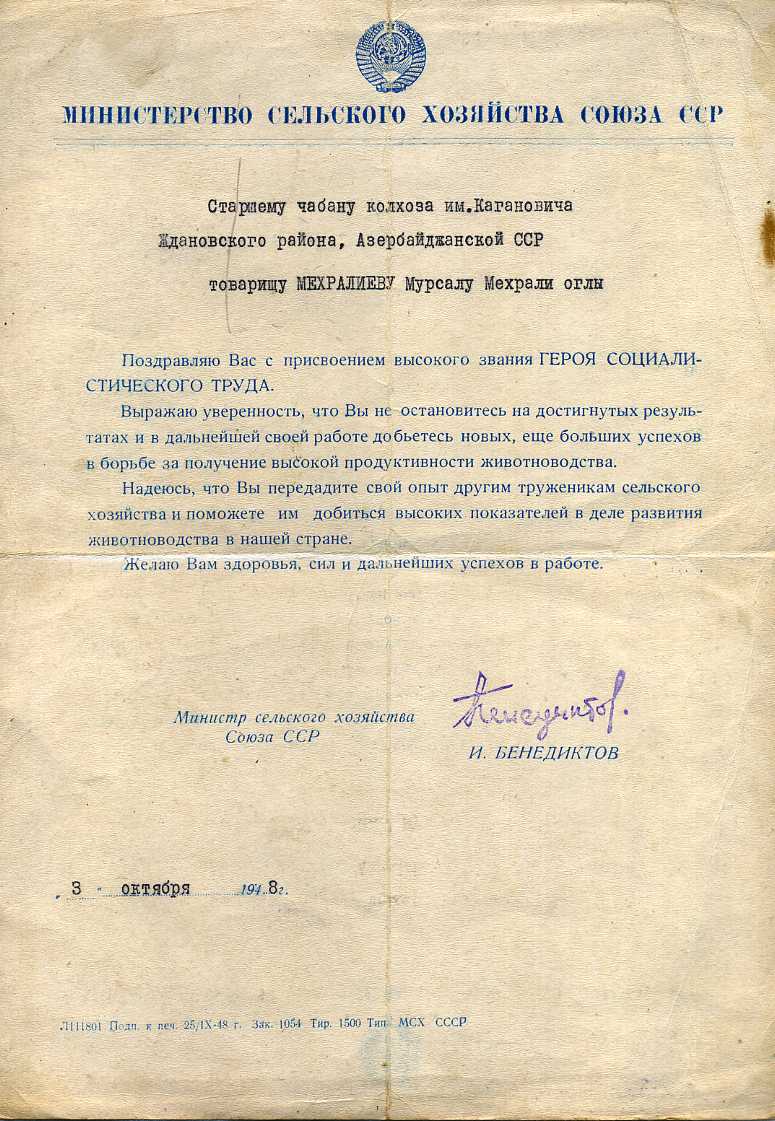 МИНИСТЕРСТВО СЕЛЬСКОГО ХОЗЯЙСТВА СОЮЗА ССР
Старшему чабану колхоза им.Кагановича
Ждановского района, Азербайджанской ССР
товарищу МЕХРАЛИЕВУ Мурсалу Мехрали оглы
Поздравляю Вас с присвоением высокого звания ГЕРОЯ СОЦИАЛИ-
СТИЧЕСКОГО ТРУДА.
Выражаю уверенность, что Вы не остановитесь на достигнутых резуль-
татах и в дальнейшей своей работе добьетесь новых, еще больших успехов
в борьбе за получение высокой продуктивности животноводства.
Надеюсь, что Вы передадите свой опыт другим труженикам сельского
хозяйства и поможете им добиться высоких показателей в деле развития
животноводства в нашей стране.
Желаю Вам здоровья, сил и дальнейших успехов в работе.
Министр сельского хозяйства
Союза ССР
Бенедиктов.
И. БЕНЕДИКТОВ
„ 3 " октября 1948г.
Л111801 Подп. к печ. 25/IX-48 г. Зак. 1054 Тир. 1500 Тип. МСХ СССР